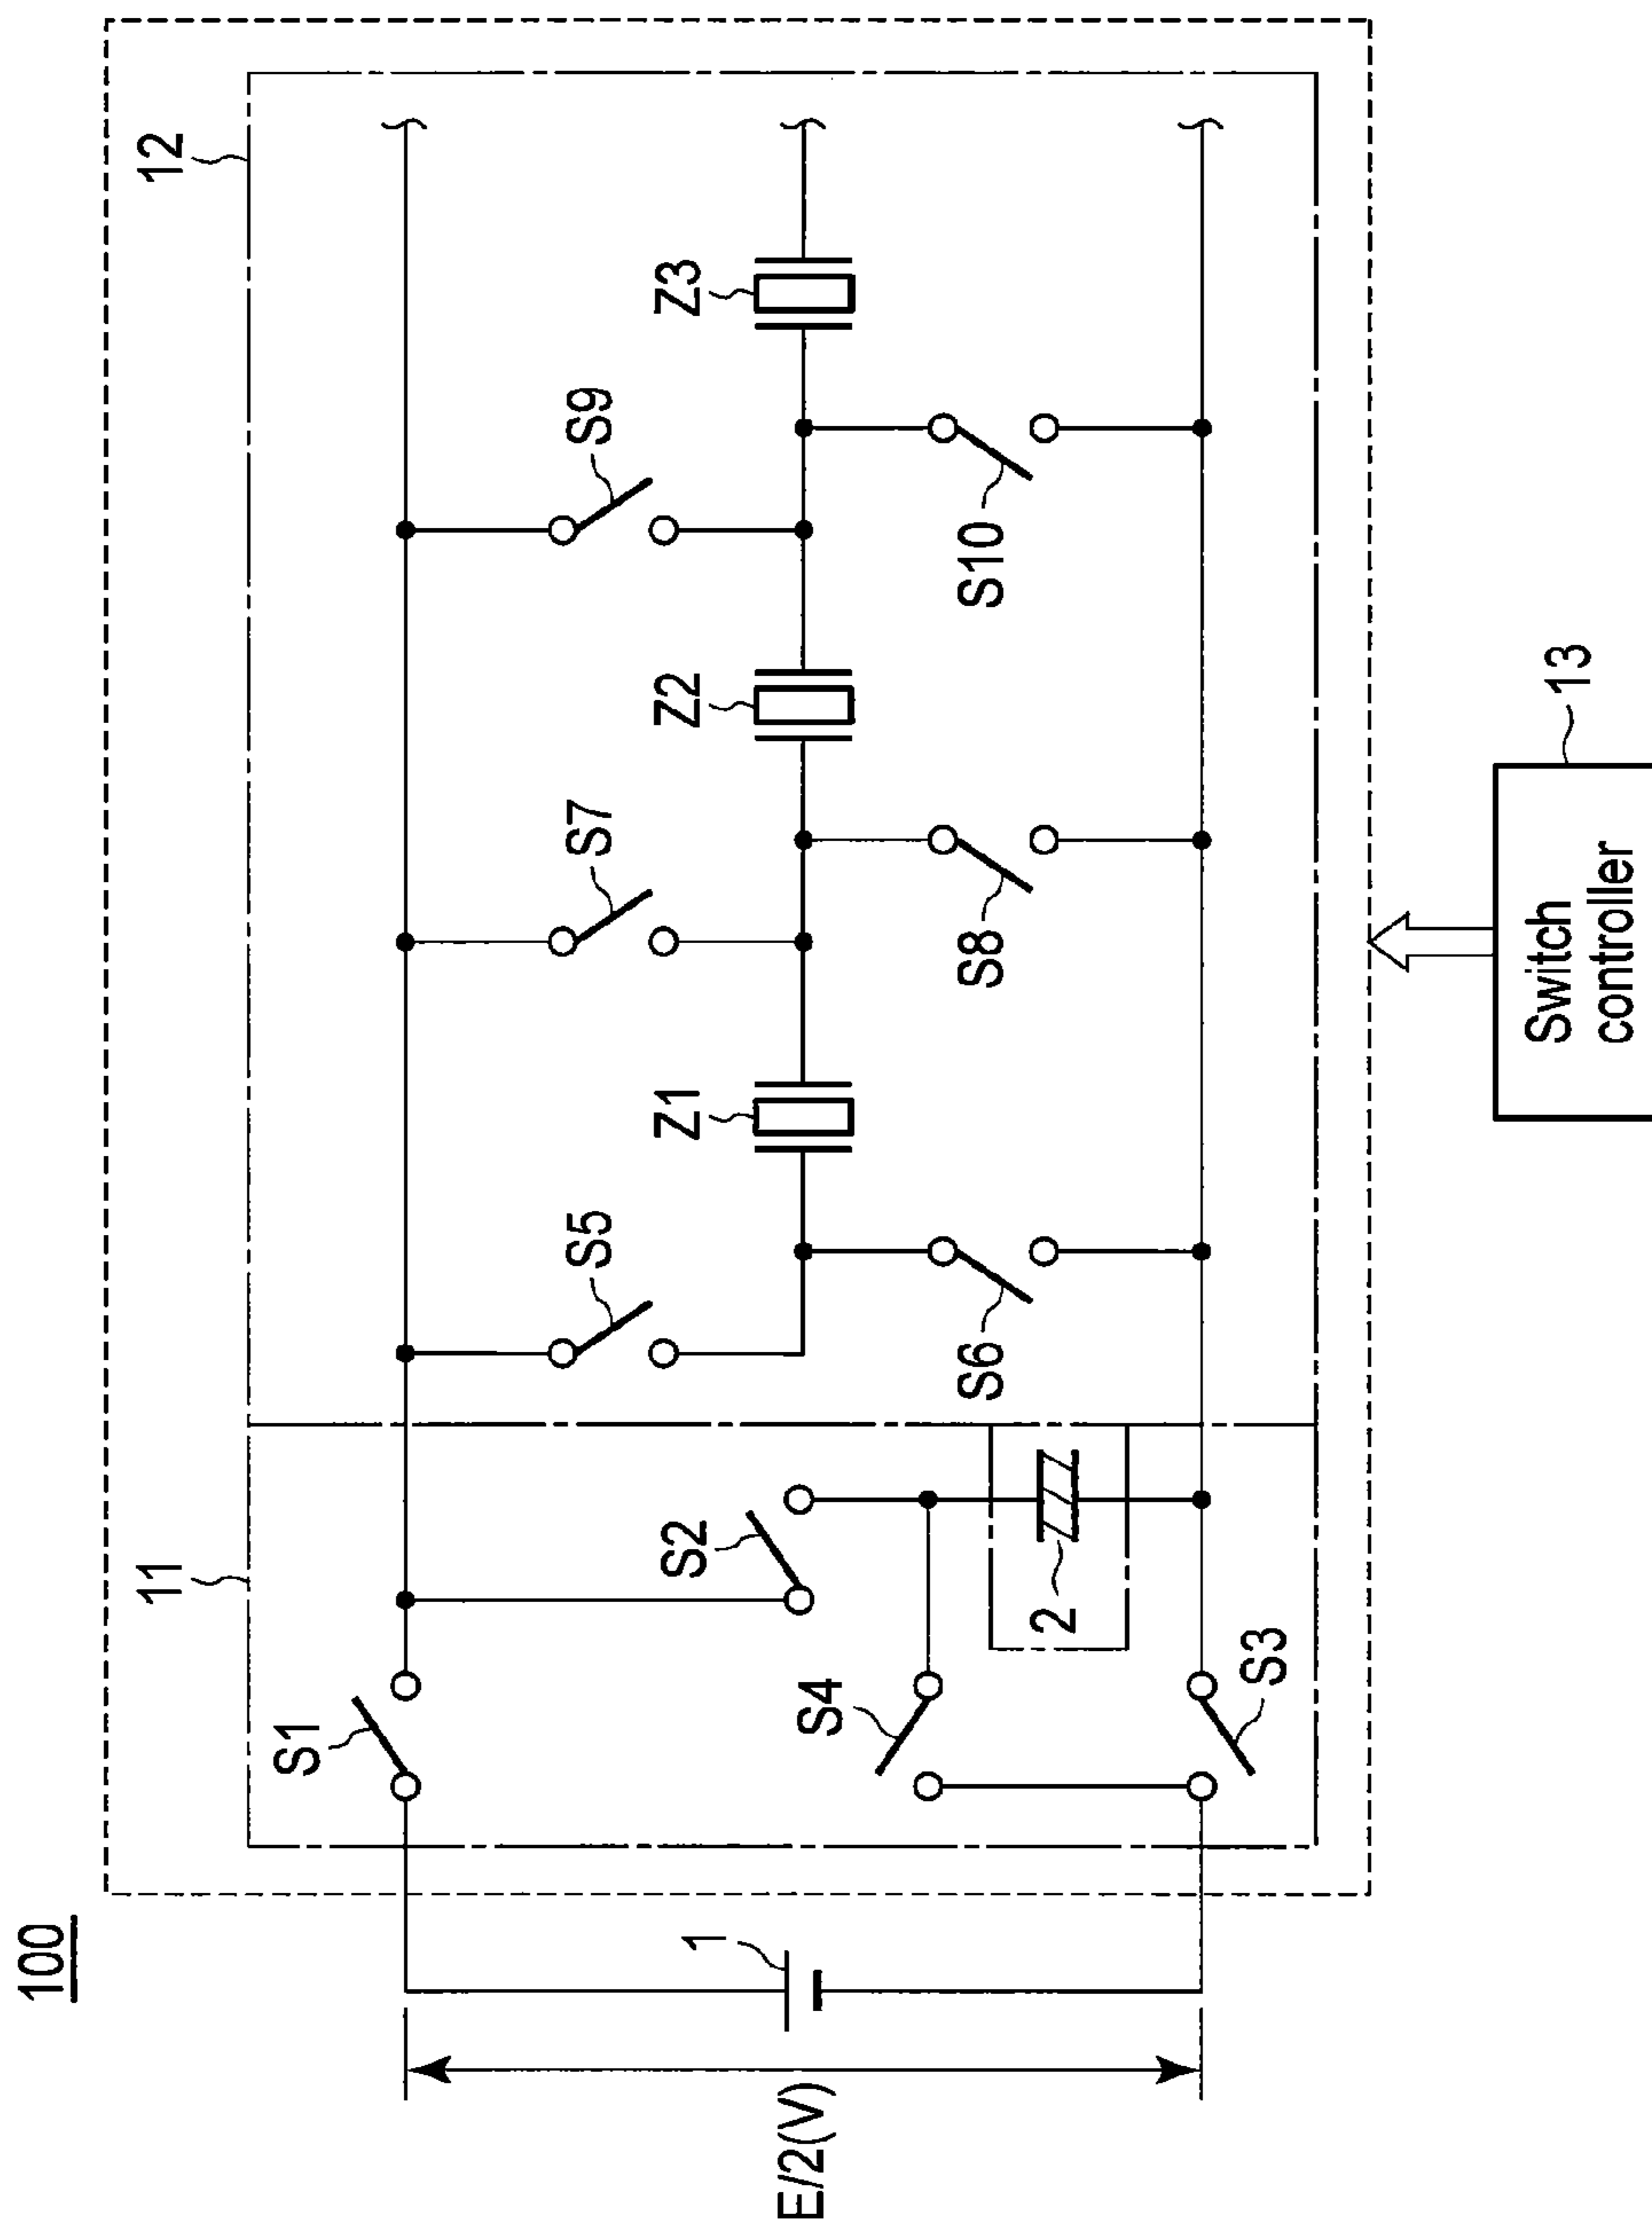 100
E/2(V)
1
11
12
S1
S2
S3
S4
2
S5
S6
Z1
S7
S8
Z2
S9
S10
Z3
13
Switch
controller